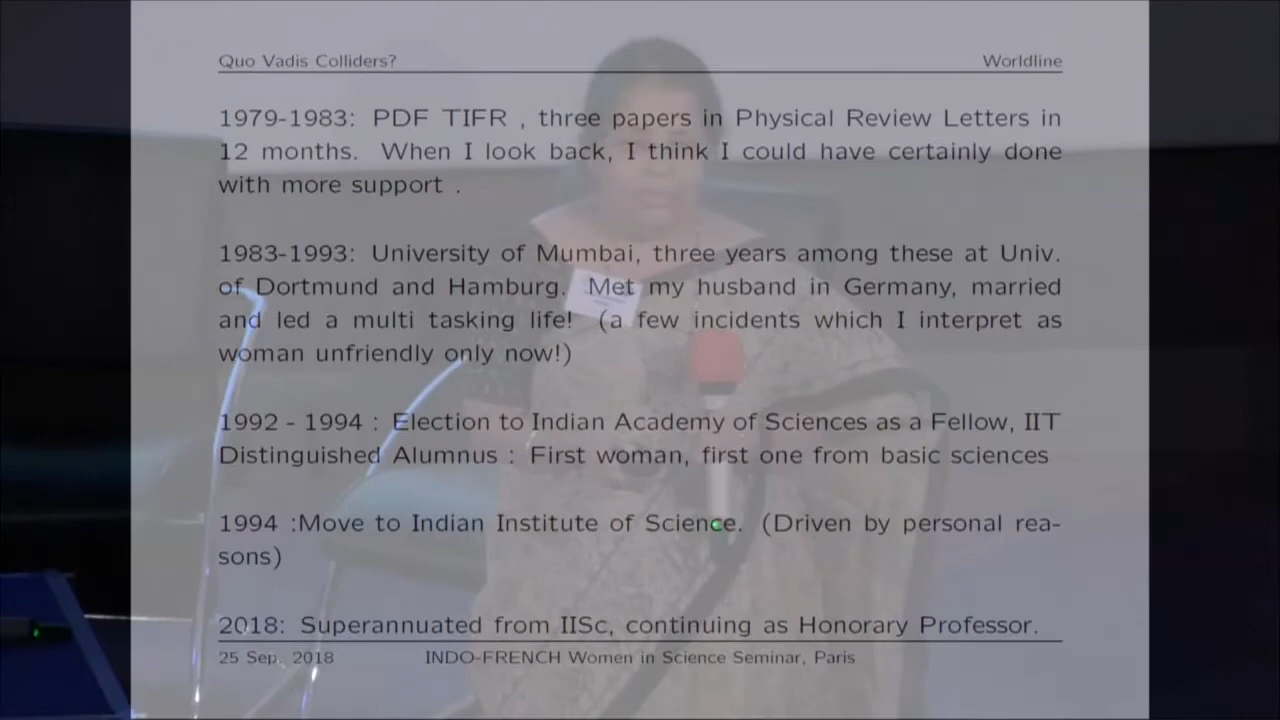 Quo Vadis Colliders? Worldline
1979-1983: PDF TIFR , three papers in Physical Review Letters in
12 months. When I look back, I think I could have certainly done
with more support .
1983-1993: University of Mumbai, three years among these at Univ.
of Dortmund and Hamburg. Met my husband in Germany, married
and led a multi tasking life! (a few incidents which I interpret as
woman unfriendly only now!)
1992 - 1994 : Election to Indian Academy of Sciences as a Fellow, IIT
Distinguished Alumnus : First woman, first one from basic sciences
1994 :Move to Indian Institute of Science. (Driven by personal rea-
sons)
2018: Superannuated from IISc, continuing as Honorary Professor.
25 Sep. 2018 INDO-FRENCH Women in Science Seminar, Paris